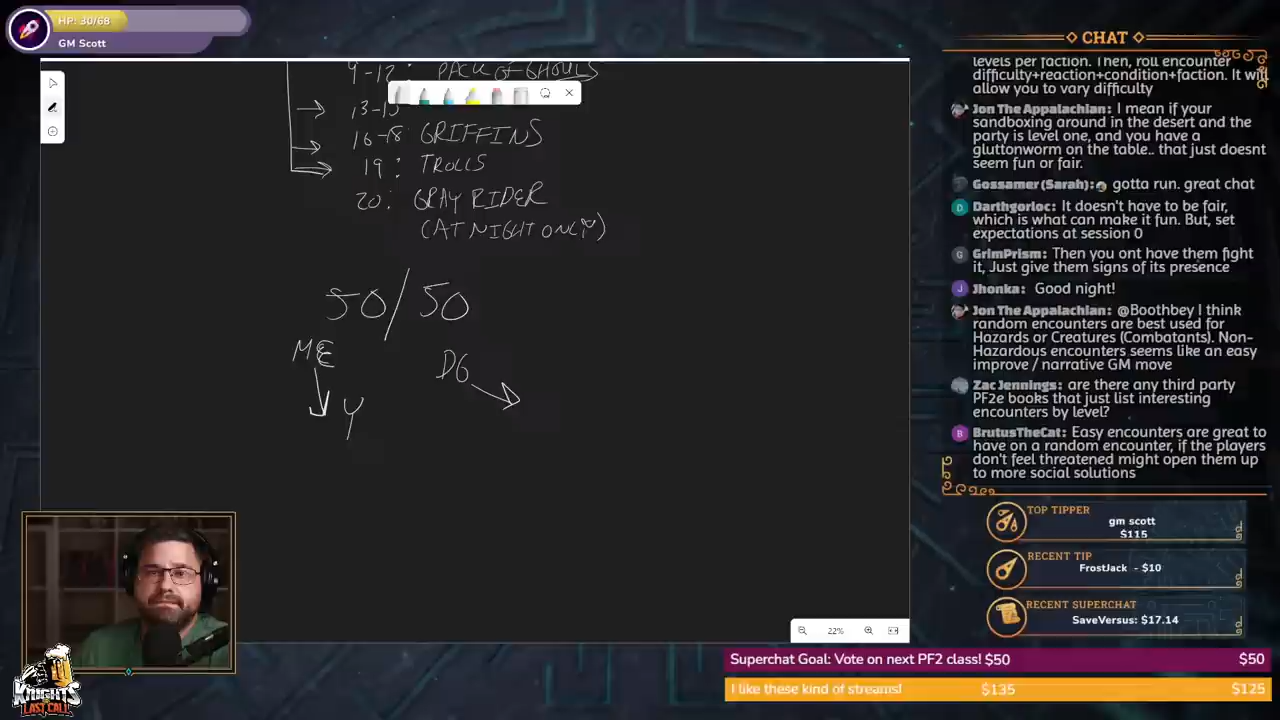 HP: 30/68
GM Scott
9-12: PACK OF GHOULS
13-15
16-18: GRIFFINS
19: TROLLS
20: GRAY RIDER
(AT NIGHT ONLY)
50/50
ME
D6
Y
22%
CHAT
levels per faction. Then, roll encounter
difficulty+reaction+condition+faction. It will
allow you to vary difficulty
Jon The Appalachian: I mean if your
sandboxing around in the desert and the
party is level one, and you have a
gluttonworm on the table.. that just doesnt
seem fun or fair.
Gossamer (Sarah): gotta run. great chat
Darthgorloc: It doesn't have to be fair,
which is what can make it fun. But, set
expectations at session 0
GrimPrism: Then you ont have them fight
it, Just give them signs of its presence
Jhonka: Good night!
Jon The Appalachian: @Boothbey I think
random encounters are best used for
Hazards or Creatures (Combatants). Non-
Hazardous encounters seems like an easy
improve / narrative GM move
Zac Jennings: are there any third party
PF2e books that just list interesting
encounters by level?
BrutusTheCat: Easy encounters are great to
have on a random encounter, if the players
don't feel threatened might open them up
to more social solutions
TOP TIPPER
gm scott
$115
RECENT TIP
FrostJack - $10
RECENT SUPERCHAT
SaveVersus: $17.14
Superchat Goal: Vote on next PF2 class! $50 $50
I like these kind of streams! $135 $125
KNIGHTS
OF
LAST CALL